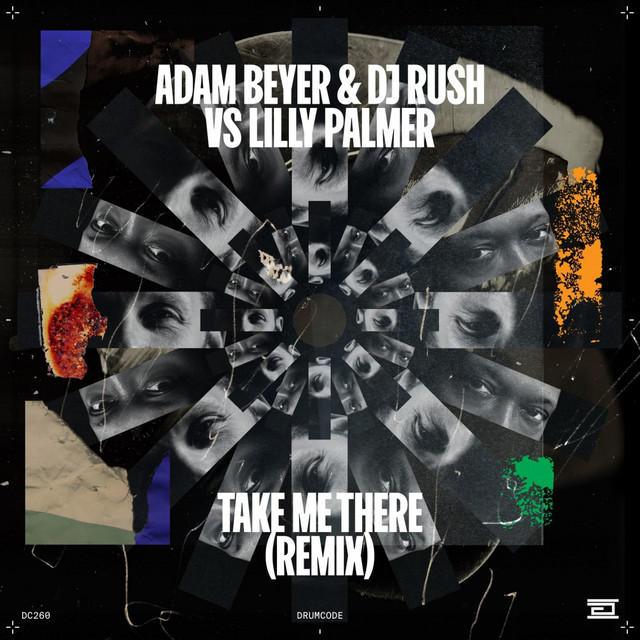 ADAM BEYER & DJ RUSH
VS LILLY PALMER
TAKE ME THERE
(REMIX)
DC260
DRUMCODE